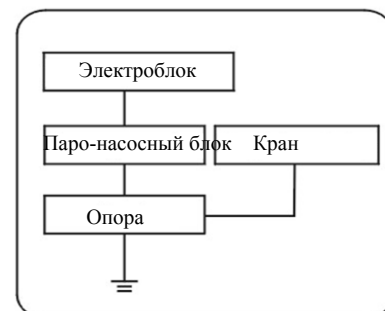 Электроблок
Паро-насосный блок Кран
Опора